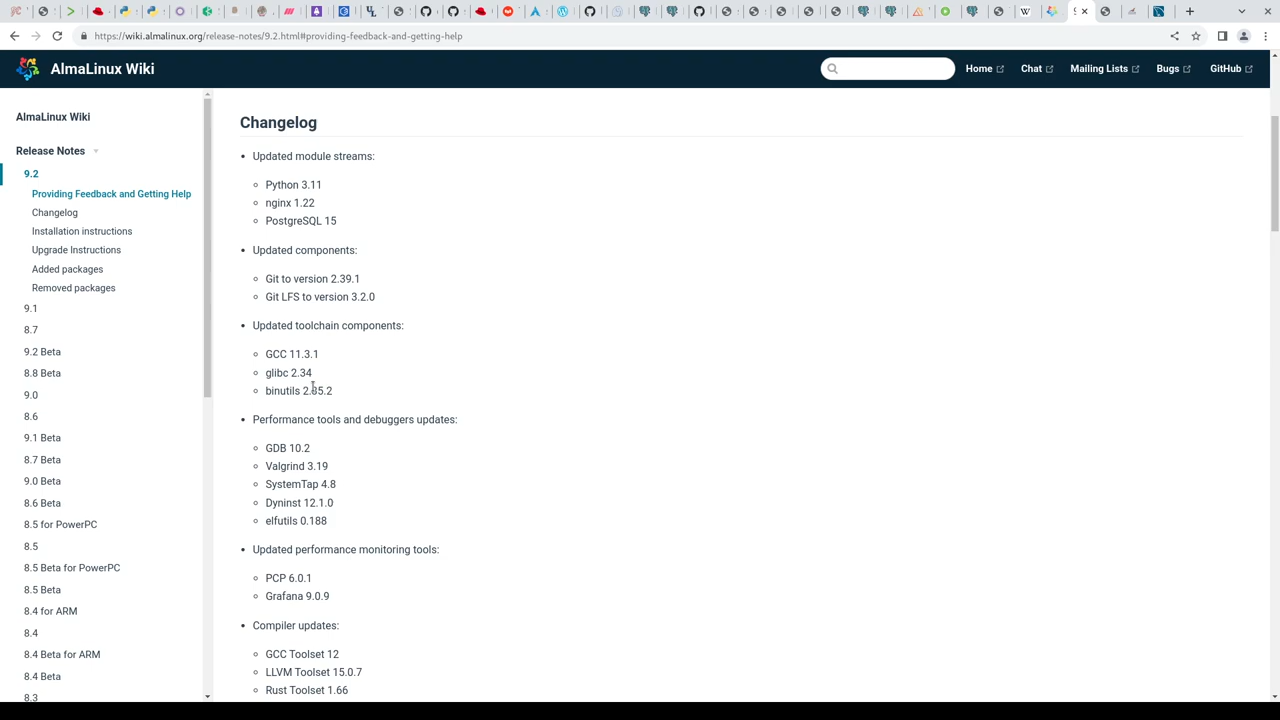 https://wiki.almalinux.org/release-notes/9.2.html#providing-feedback-and-getting-help
AlmaLinux Wiki
Home
Chat
Mailing Lists
Bugs
GitHub
AlmaLinux Wiki
Release Notes
9.2
Providing Feedback and Getting Help
Changelog
Installation instructions
Upgrade Instructions
Added packages
Removed packages
9.1
8.7
9.2 Beta
8.8 Beta
9.0
8.6
9.1 Beta
8.7 Beta
9.0 Beta
8.6 Beta
8.5 for PowerPC
8.5
8.5 Beta for PowerPC
8.5 Beta
8.4 for ARM
8.4
8.4 Beta for ARM
8.4 Beta
8.3
Changelog
Updated module streams:
Python 3.11
nginx 1.22
PostgreSQL 15
Updated components:
Git to version 2.39.1
Git LFS to version 3.2.0
Updated toolchain components:
GCC 11.3.1
glibc 2.34
binutils 2.35.2
Performance tools and debuggers updates:
GDB 10.2
Valgrind 3.19
SystemTap 4.8
Dyninst 12.1.0
elfutils 0.188
Updated performance monitoring tools:
PCP 6.0.1
Grafana 9.0.9
Compiler updates:
GCC Toolset 12
LLVM Toolset 15.0.7
Rust Toolset 1.66